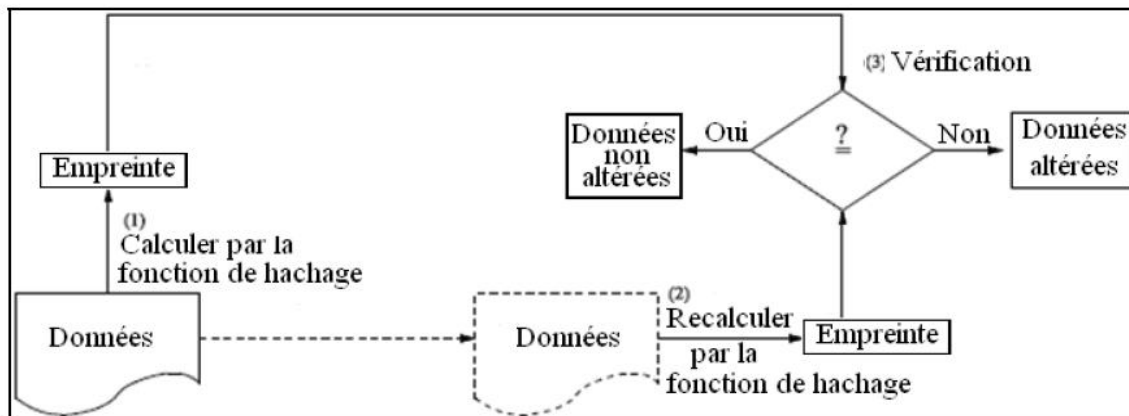 (3) Vérification
Données
non
altérées
Oui
?
=
Non
Données
altérées
Empreinte
(1)
Calculer par la
fonction de hachage
Données
Données
(2)
Recalculer
par la
fonction de hachage
Empreinte